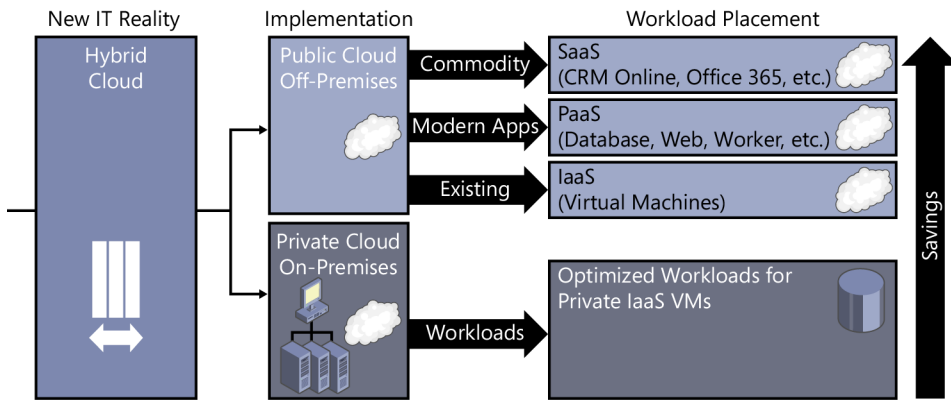 New IT Reality
Implementation
Workload Placement
Hybrid
Cloud
Public Cloud
Off-Premises
Commodity
SaaS
(CRM Online, Office 365, etc.)
Modern Apps
PaaS
(Database, Web, Worker, etc.)
Existing
IaaS
(Virtual Machines)
Private Cloud
On-Premises
Workloads
Optimized Workloads for
Private IaaS VMs
Savings